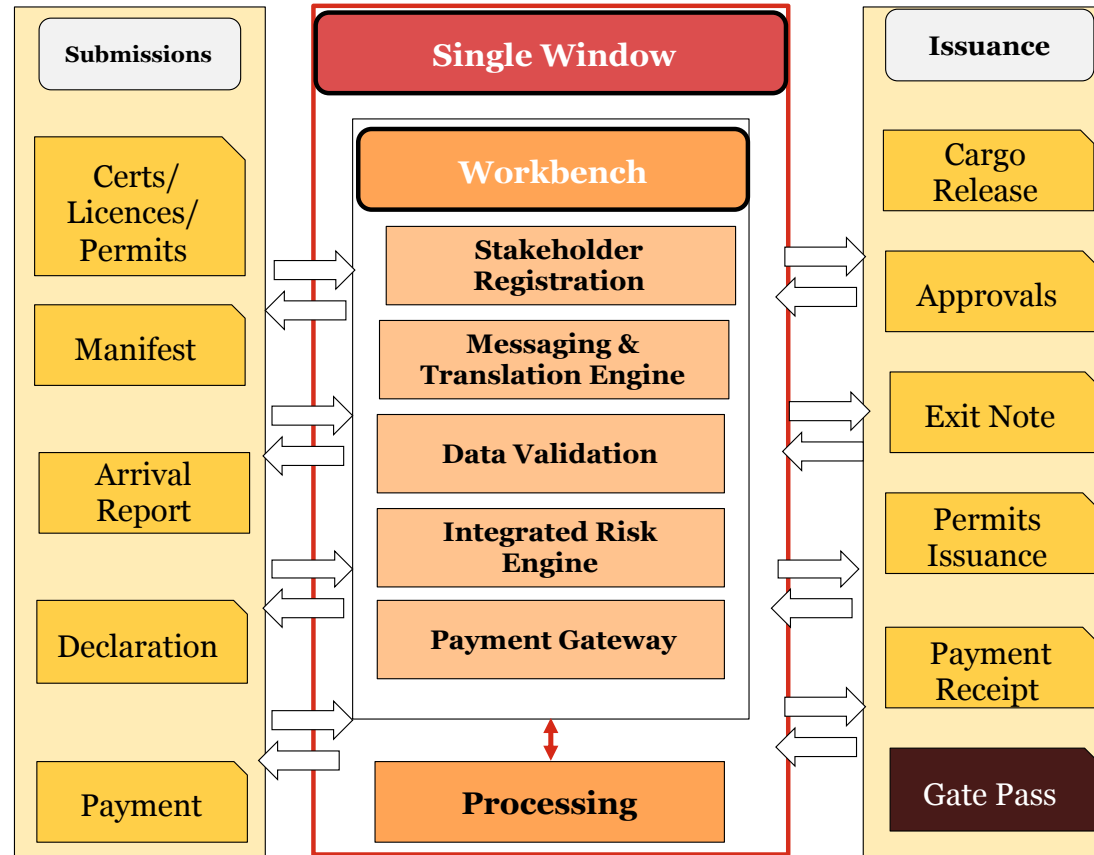 Submissions
Certs/
Licences/
Permits
Manifest
Arrival
Report
Declaration
Payment
Single Window
Workbench
Stakeholder
Registration
Messaging &
Translation Engine
Data Validation
Integrated Risk
Engine
Payment Gateway
Processing
Issuance
Cargo
Release
Approvals
Exit Note
Permits
Issuance
Payment
Receipt
Gate Pass